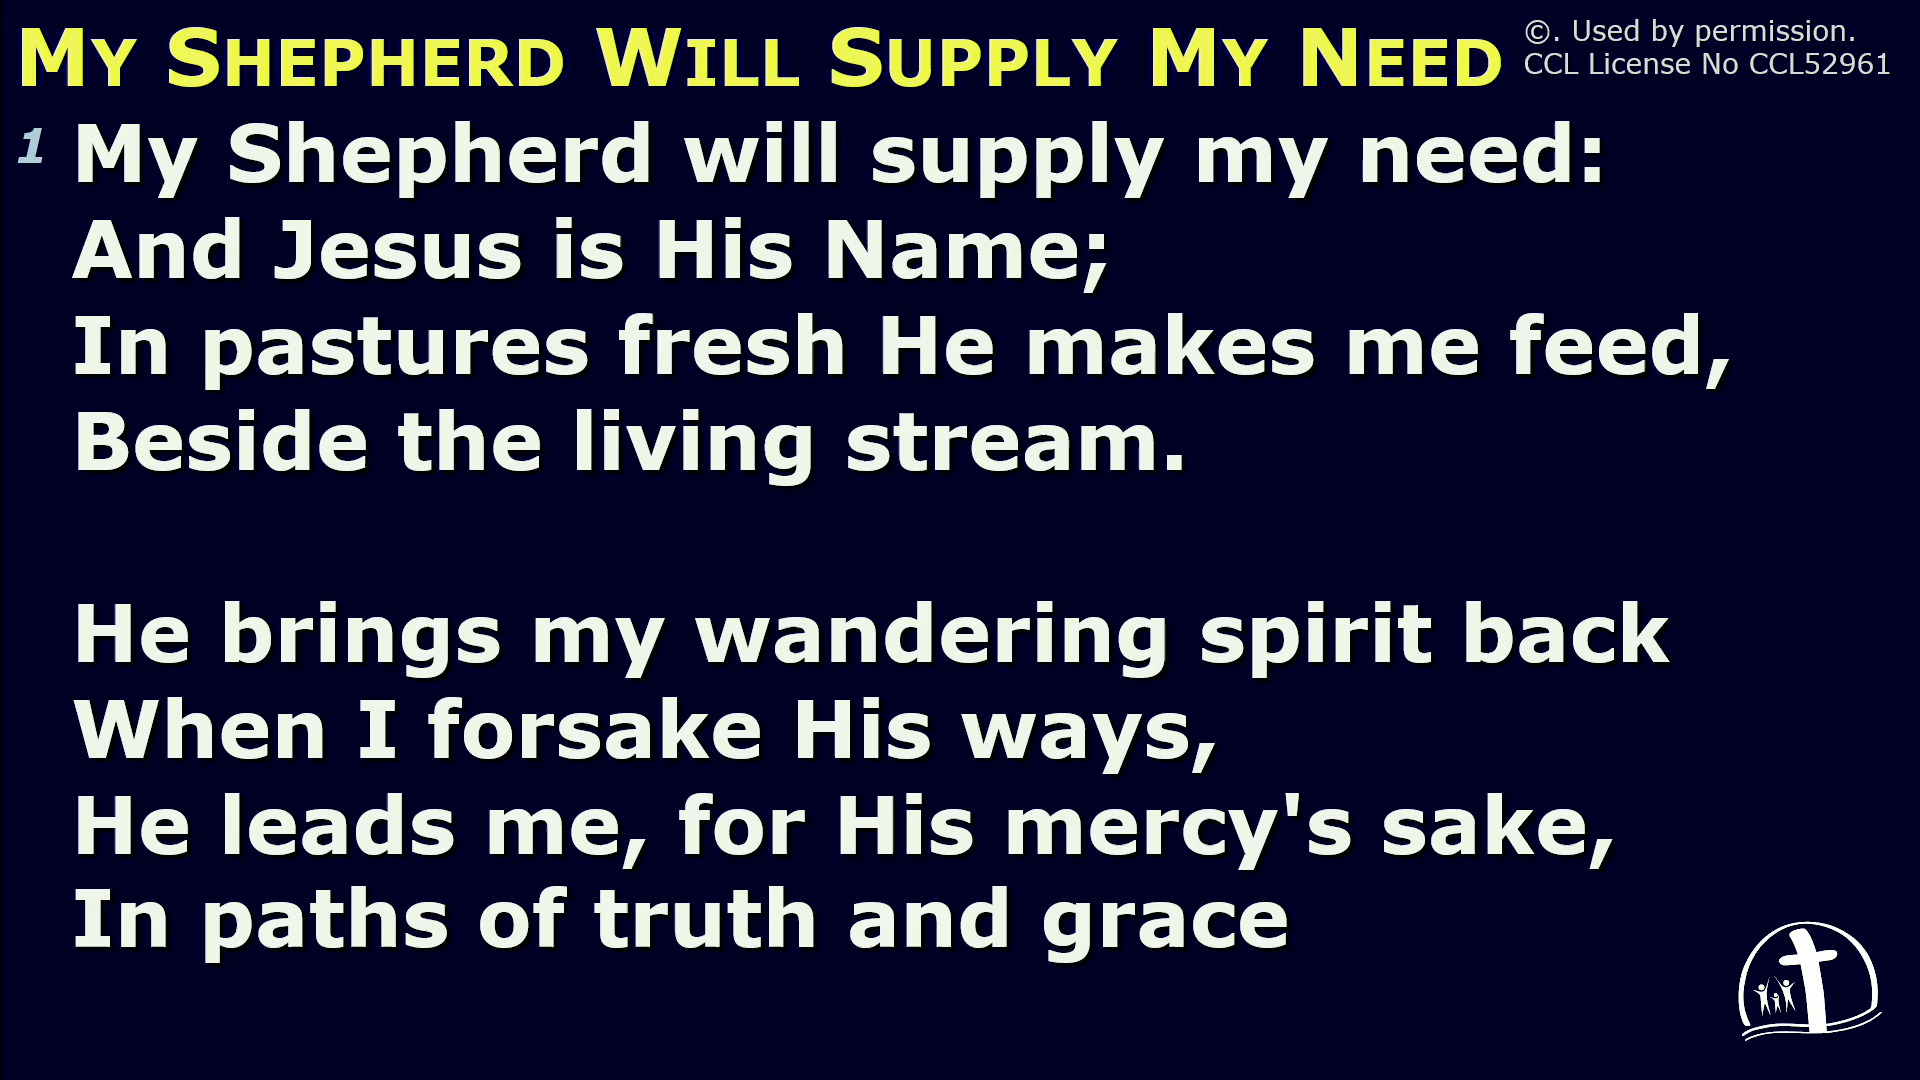 My Shepherd Will Supply My Need
©. Used by permission.
CCL License No CCL52961
1 My Shepherd will supply my need:
And Jesus is His Name;
In pastures fresh He makes me feed,
Beside the living stream.
He brings my wandering spirit back
When I forsake His ways,
He leads me, for His mercy's sake,
In paths of truth and grace